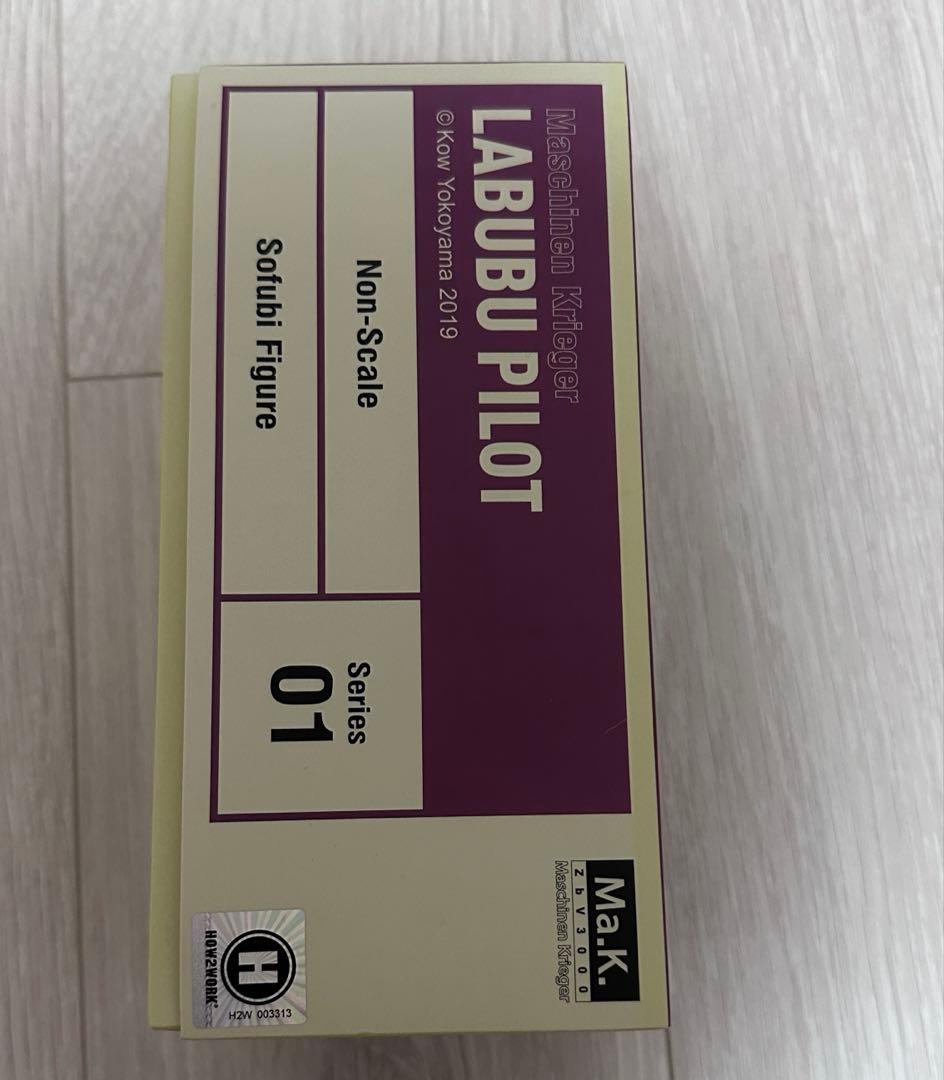 Maschinen Krieger
LABUBU PILOT
© Kow Yokoyama 2019
Non-Scale
Sofubi Figure
Series
01
Ma.K.
ZbV3000
Maschinen Krieger
H
HOW2WORK
H2W 003313